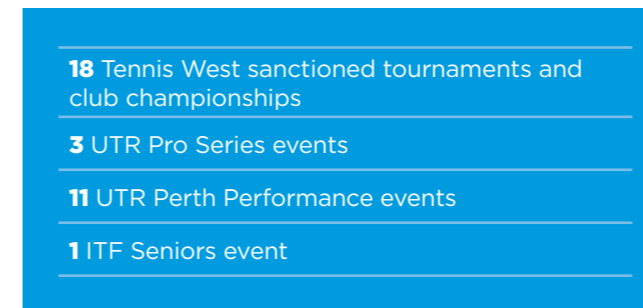 18 Tennis West sanctioned tournaments and
club championships
3 UTR Pro Series events
11 UTR Perth Performance events
1 ITF Seniors event